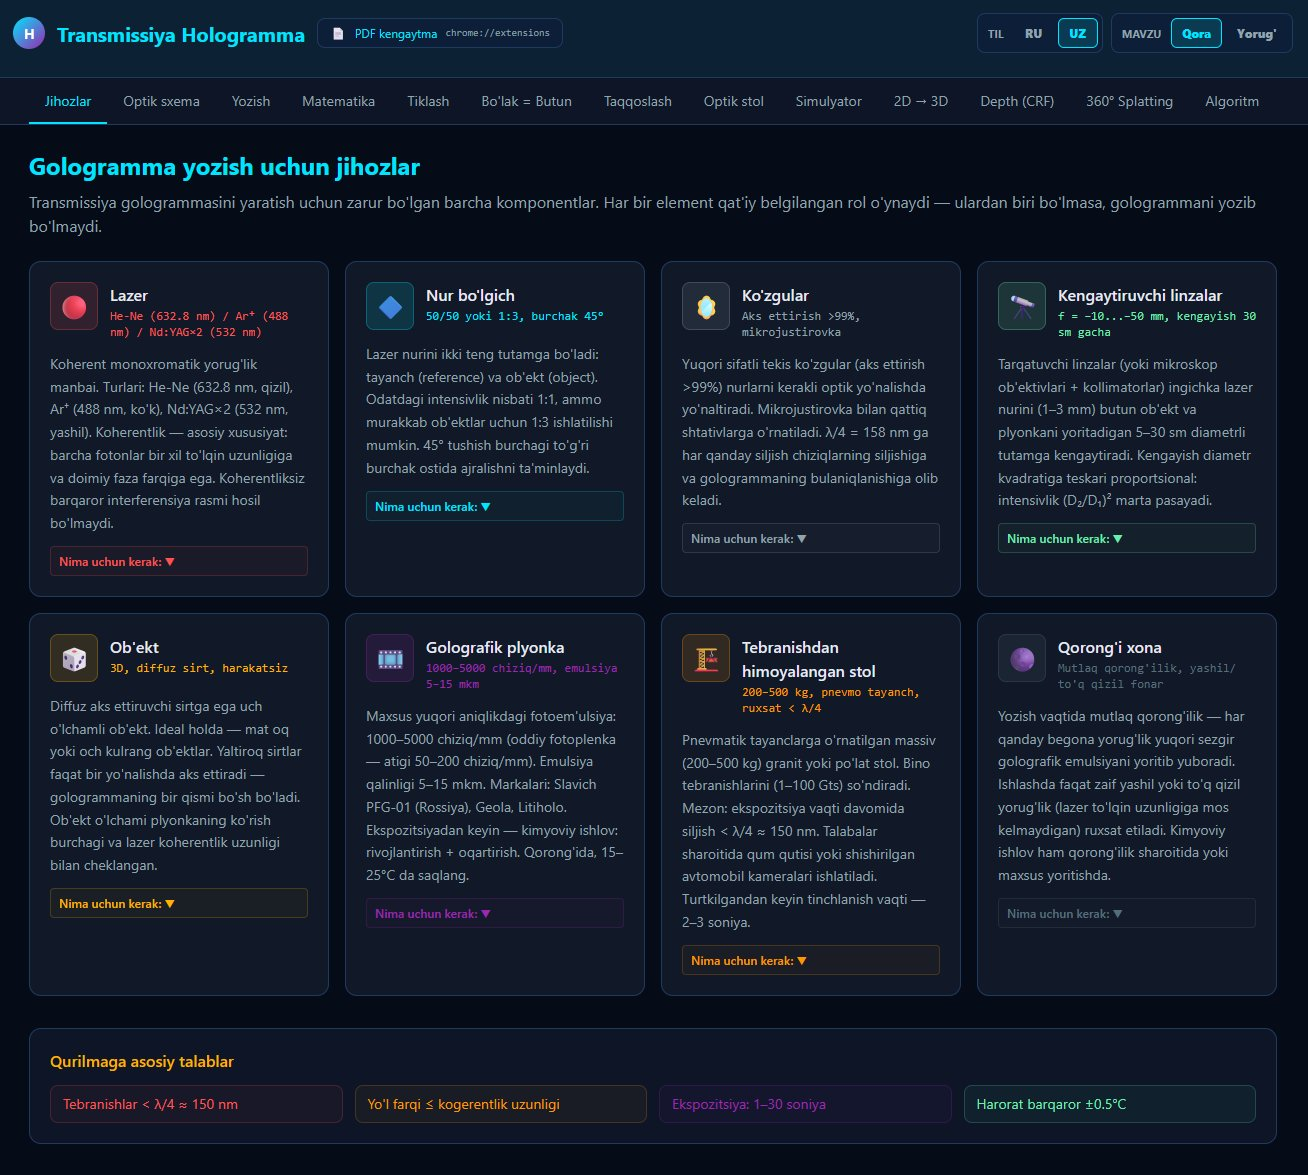 H
Transmissiya Hologramma
PDF kengaytma chrome://extensions
TIL RU UZ
MAVZU Qora Yorug'
Jihozlar Optik sxema Yozish Matematika Tiklash Bo'lak = Butun Taqqoslash Optik stol Simulyator 2D → 3D Depth (CRF) 360° Splatting Algoritm
Gologramma yozish uchun jihozlar
Transmissiya gologrammasini yaratish uchun zarur bo'lgan barcha komponentlar. Har bir element qat'iy belgilangan rol o'ynaydi — ulardan biri bo'lmasa, gologrammani yozib
bo'lmaydi.
Lazer
He-Ne (632.8 nm) / Ar⁺ (488
nm) / Nd:YAG×2 (532 nm)
Koherent monoxromatik yorug'lik
manbai. Turlari: He-Ne (632.8 nm, qizil),
Ar⁺ (488 nm, ko'k), Nd:YAG×2 (532 nm,
yashil). Koherentlik — asosiy xususiyat:
barcha fotonlar bir xil to'lqin uzunligiga
va doimiy faza farqiga ega. Koherentliksiz
barqaror interferensiya rasmi hosil
bo'lmaydi.
Nima uchun kerak: ▼
Nur bo'lgich
50/50 yoki 1:3, burchak 45°
Lazer nurini ikki teng tutamga bo'ladi:
tayanch (reference) va ob'ekt (object).
Odatdagi intensivlik nisbati 1:1, ammo
murakkab ob'ektlar uchun 1:3 ishlatilishi
mumkin. 45° tushish burchagi to'g'ri
burchak ostida ajralishni ta'minlaydi.
Nima uchun kerak: ▼
Ko'zgular
Aks ettirish >99%,
mikrojustirovka
Yuqori sifatli tekis ko'zgular (aks ettirish
>99%) nurlarni kerakli optik yo'nalishda
yo'naltiradi. Mikrojustirovka bilan qattiq
shtativlarga o'rnatiladi. λ/4 = 158 nm ga
har qanday siljish chiziqlarning siljishiga
va gologrammaning bulaniqlanishiga olib
keladi.
Nima uchun kerak: ▼
Kengaytiruvchi linzalar
f = −10...−50 mm, kengayish 30
sm gacha
Tarqatuvchi linzalar (yoki mikroskop
ob'ektivlari + kollimatorlar) ingichka lazer
nurini (1–3 mm) butun ob'ekt va
plyonkani yoritadigan 5–30 sm diametrli
tutamga kengaytiradi. Kengayish diametr
kvadratiga teskari proportsional:
intensivlik (D₂/D₁)² marta pasayadi.
Nima uchun kerak: ▼
Ob'ekt
3D, diffuz sirt, harakatsiz
Diffuz aks ettiruvchi sirtga ega uch
o'lchamli ob'ekt. Ideal holda — mat oq
yoki och kulrang ob'ektlar. Yaltiroq sirtlar
faqat bir yo'nalishda aks ettiradi —
gologrammaning bir qismi bo'sh bo'ladi.
Ob'ekt o'lchami plyonkaning ko'rish
burchagi va lazer koherentlik uzunligi
bilan cheklangan.
Nima uchun kerak: ▼
Golografik plyonka
1000–5000 chiziq/mm, emulsiya
5–15 mkm
Maxsus yuqori aniqlikdagi fotoem'ulsiya:
1000–5000 chiziq/mm (oddiy fotoplenka
— atigi 50–200 chiziq/mm). Emulsiya
qalinligi 5–15 mkm. Markalari: Slavich
PFG-01 (Rossiya), Geola, Litiholo.
Ekspozitsiyadan keyin — kimyoviy ishlov:
rivojlantirish + oqartirish. Qorong'ida, 15–
25°C da saqlang.
Nima uchun kerak: ▼
Tebranishdan
himoyalangan stol
200–500 kg, pnevmo tayanch,
ruxsat < λ/4
Pnevmatik tayanchlarga o'rnatilgan massiv
(200–500 kg) granit yoki po'lat stol. Bino
tebranishlarini (1–100 Gts) so'ndiradi.
Mezon: ekspozitsiya vaqti davomida
siljish < λ/4 ≈ 150 nm. Talabalar
sharoitida qum qutisi yoki shishirilgan
avtomobil kameralari ishlatiladi.
Turtkilgandan keyin tinchlanish vaqti —
2–3 soniya.
Nima uchun kerak: ▼
Qorong'i xona
Mutlaq qorong'ilik, yashil/
to'q qizil fonar
Yozish vaqtida mutlaq qorong'ilik — har
qanday begona yorug'lik yuqori sezgir
golografik emulsiyani yoritib yuboradi.
Ishlashda faqat zaif yashil yoki to'q qizil
yorug'lik (lazer to'lqin uzunligiga mos
kelmaydigan) ruxsat etiladi. Kimyoviy
ishlov ham qorong'ilik sharoitida yoki
maxsus yoritishda.
Nima uchun kerak: ▼
Qurilmaga asosiy talablar
Tebranishlar < λ/4 ≈ 150 nm
Yo'l farqi ≤ kogerentlik uzunligi
Ekspozitsiya: 1–30 soniya
Harorat barqaror ±0.5°C